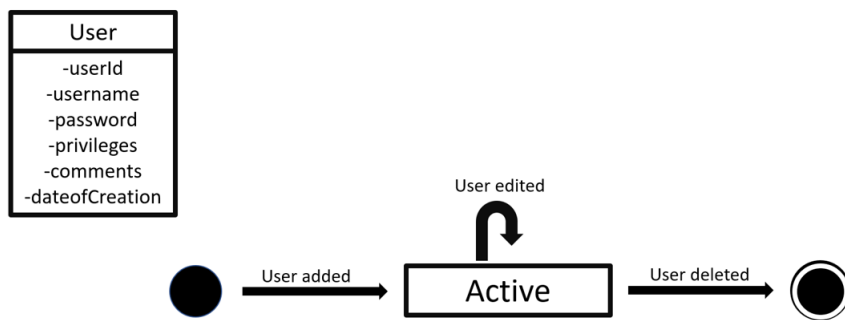 User
-userId
-username
-password
-privileges
-comments
-dateofCreation
User edited
User added
Active
User deleted